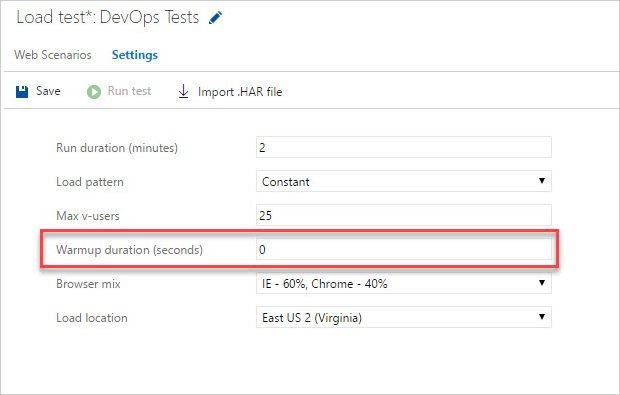 Load test*: DevOps Tests
Web Scenarios Settings
Save Run test Import .HAR file
Run duration (minutes) 2
Load pattern Constant
Max v-users 25
Warmup duration (seconds) 0
Browser mix IE - 60%, Chrome - 40%
Load location East US 2 (Virginia)